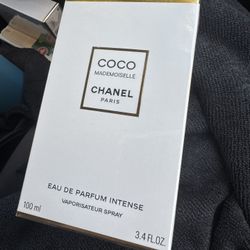 COCO
MADEMOISELLE
CHANEL
PARIS
EAU DE PARFUM INTENSE
VAPORISATEUR SPRAY
100 ml
3.4 FL.OZ.